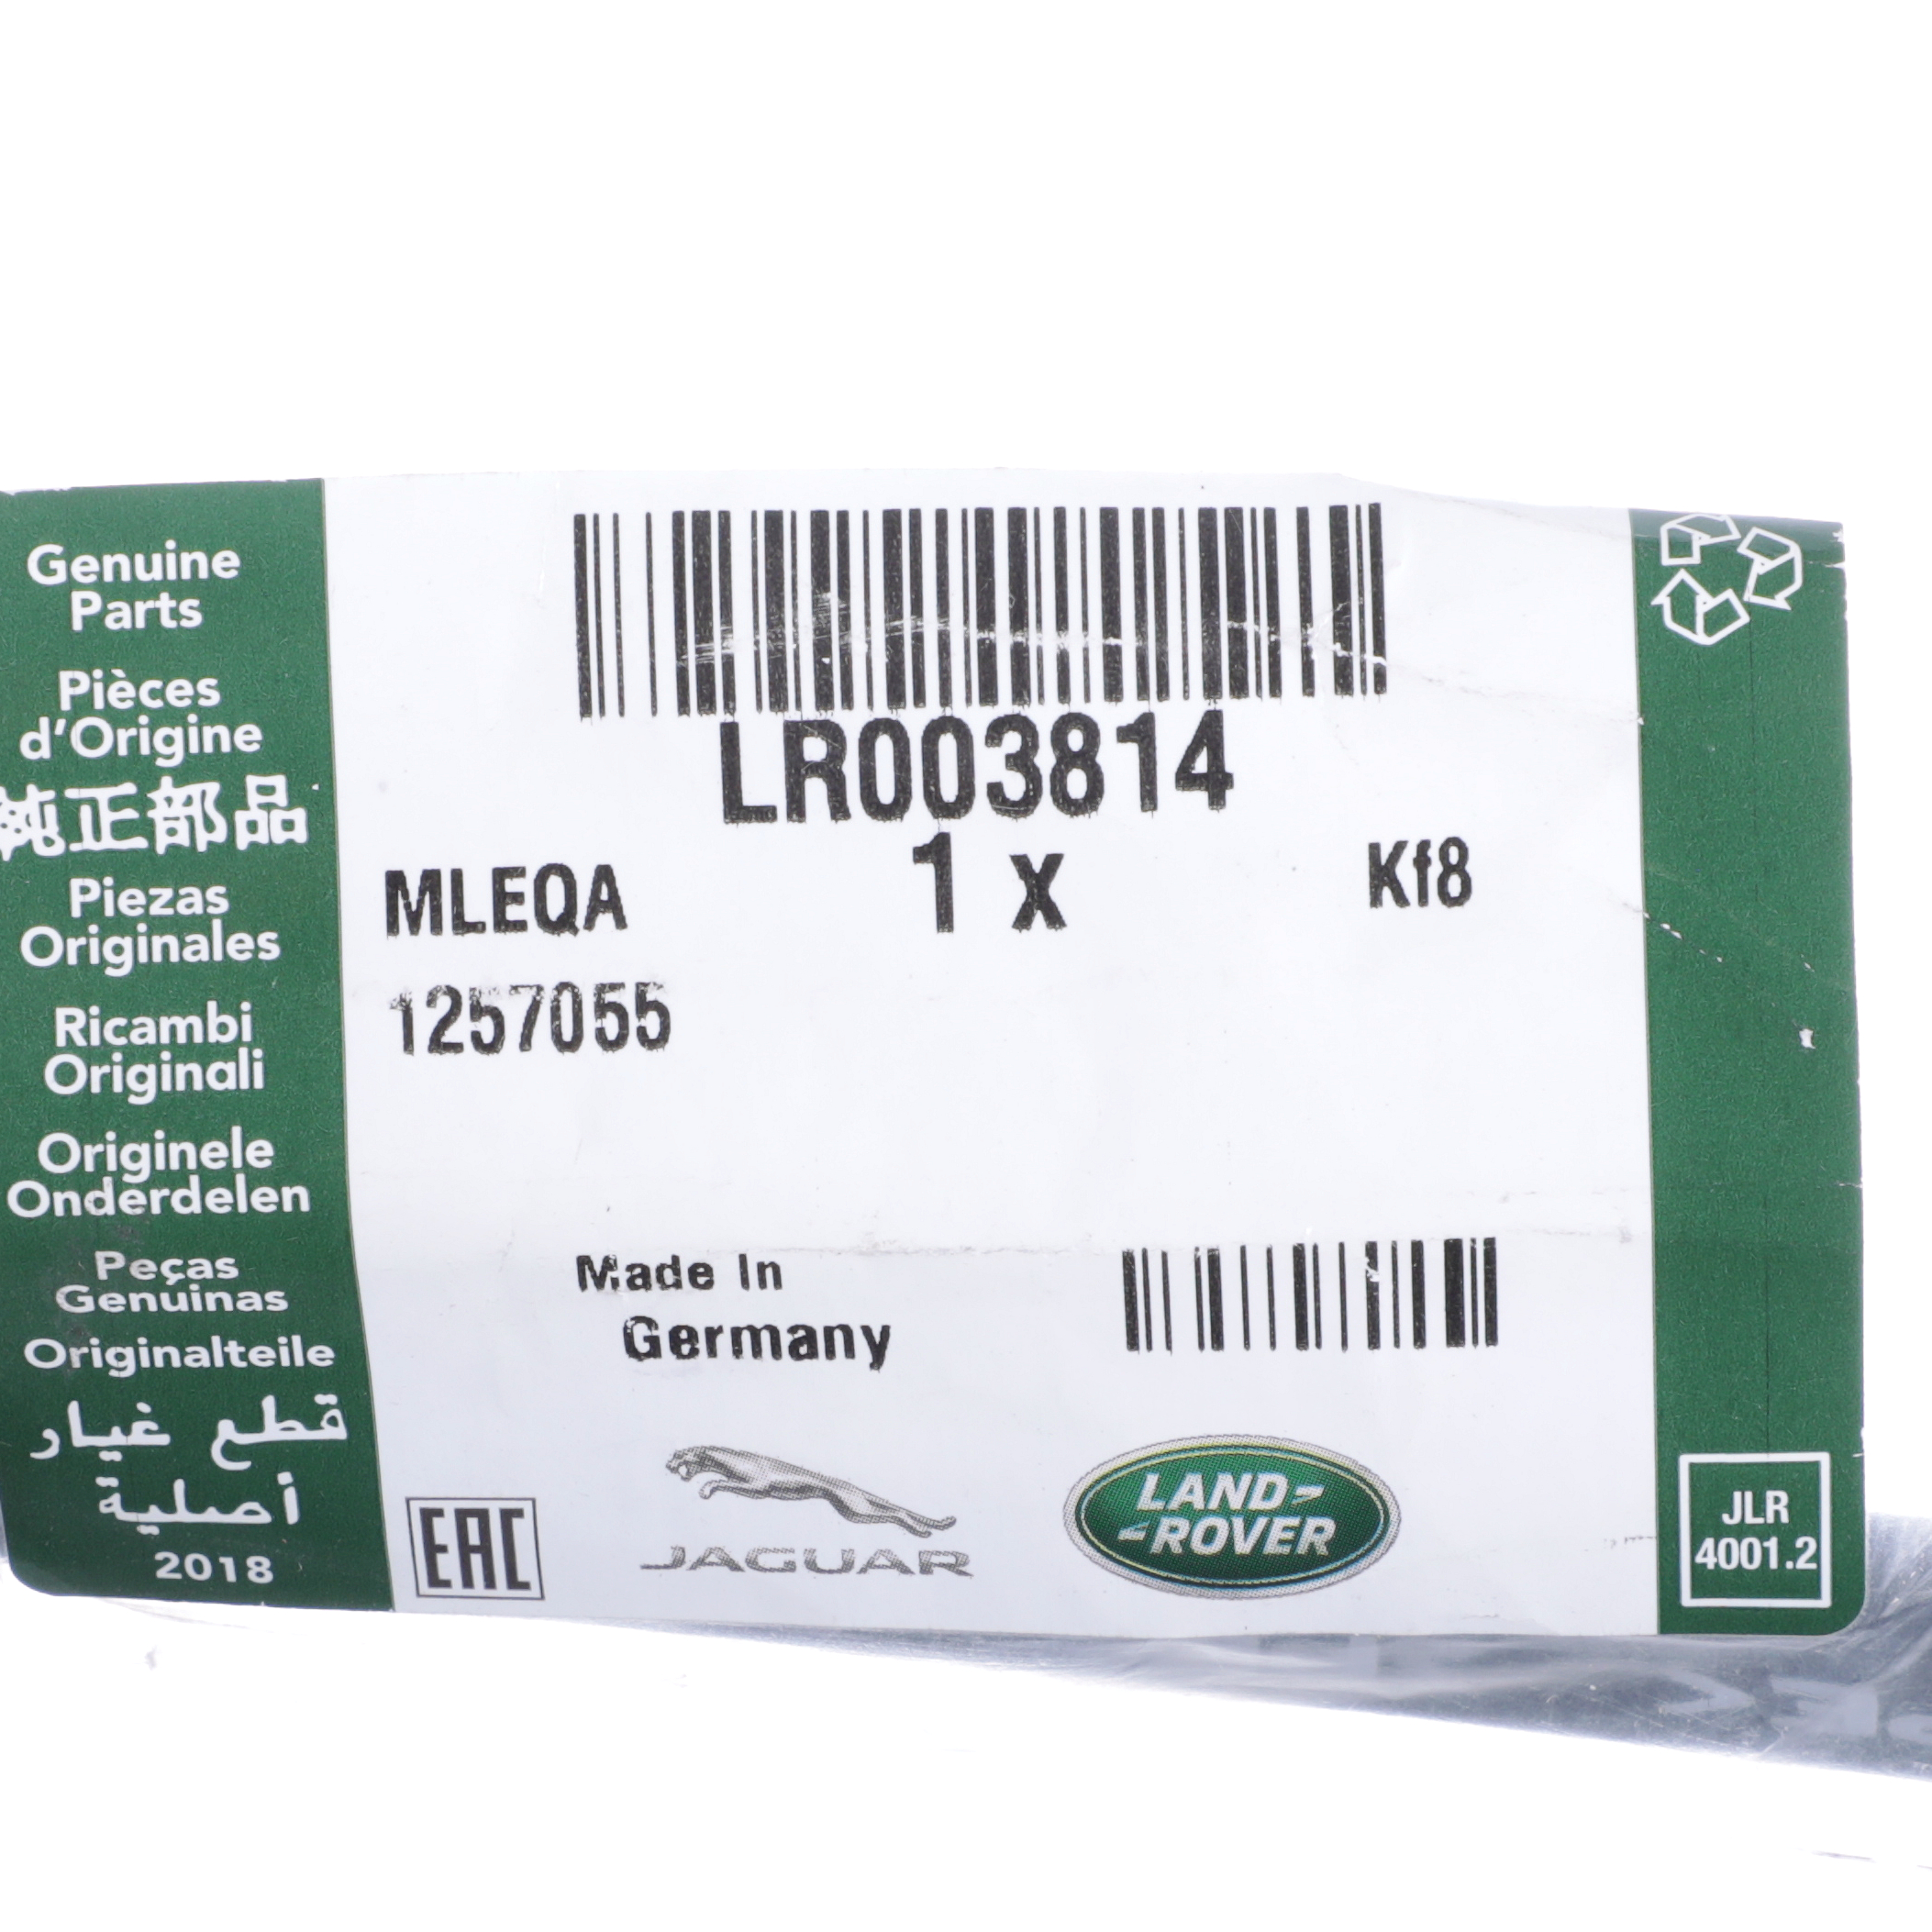 Genuine
Parts
Pièces
d'Origine
純正部品
Piezas
Originales
Ricambi
Originali
Originele
Onderdelen
Peças
Genuinas
Originalteile
قطع غيار
أصلية
2018
LR003814
MLEQA
1 x
Kf8
1257055
Made In
Germany
EAC
JAGUAR
LAND-
-ROVER
JLR
4001.2